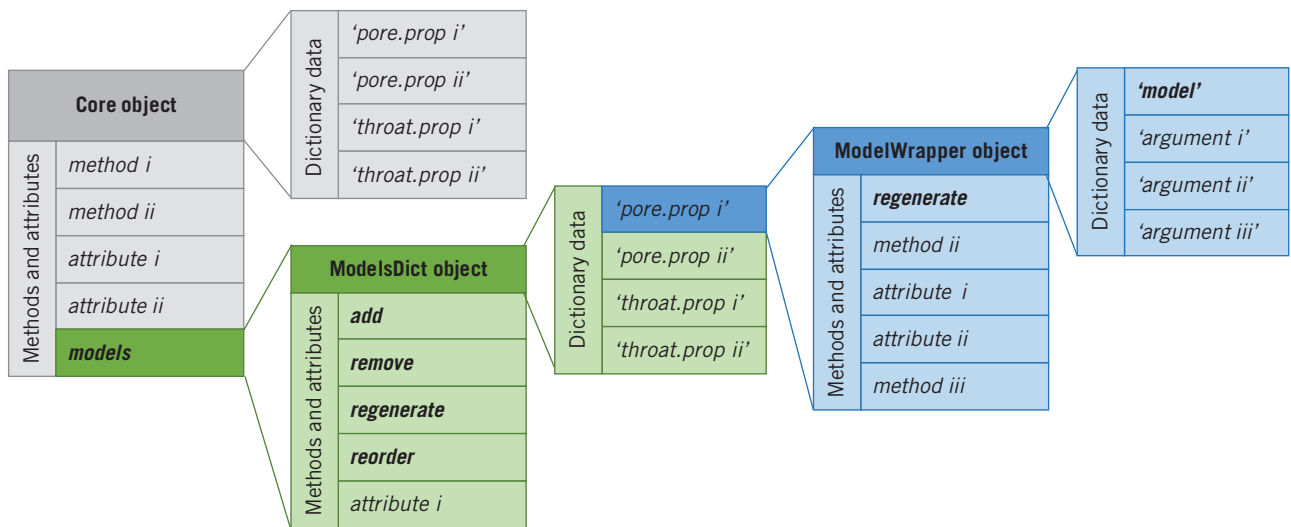 Core object
Methods and attributes
method i
method ii
attribute i
attribute ii
models
Dictionary data
‘pore.prop i’
‘pore.prop ii’
‘throat.prop i’
‘throat.prop ii’
ModelsDict object
Methods and attributes
add
remove
regenerate
reorder
attribute i
Dictionary data
‘pore.prop i’
‘pore.prop ii’
‘throat.prop i’
‘throat.prop ii’
ModelWrapper object
Methods and attributes
regenerate
method ii
attribute i
attribute ii
method iii
Dictionary data
‘model’
‘argument i’
‘argument ii’
‘argument iii’